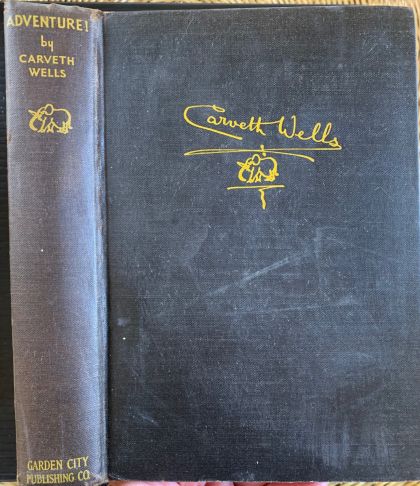 ADVENTURE!
by
CARVETH
WELLS
GARDEN CITY
PUBLISHING CO.
Carveth Wells